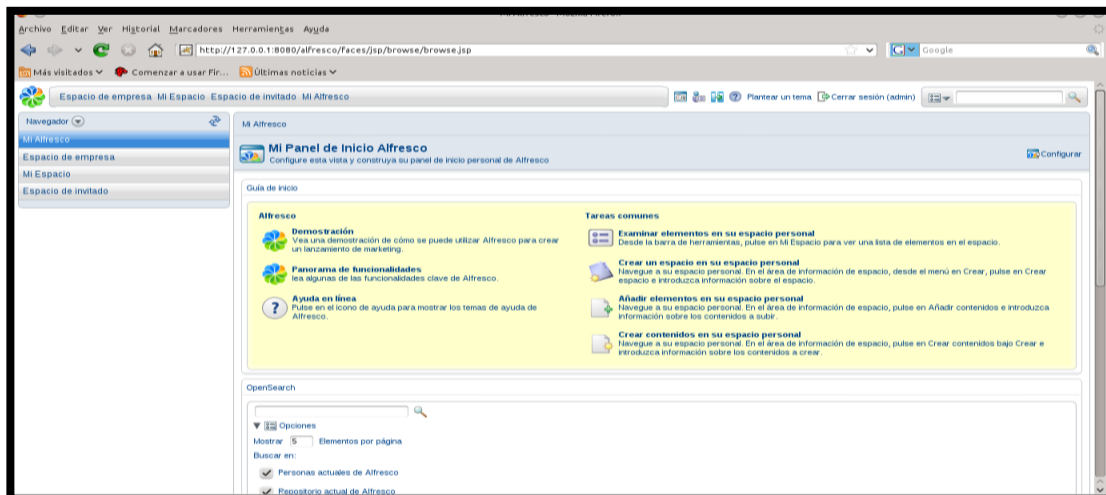 Archivo Editar Ver Historial Marcadores Herramientas Ayuda
http://127.0.0.1:8080/alfresco/faces/jsp/browse/browse.jsp
Google
Más visitados Comenzar a usar Fir... Últimas noticias
Espacio de empresa Mi Espacio Espacio de invitado Mi Alfresco
Plantear un tema Cerrar sesión (admin)
Navegador
Mi Alfresco
Espacio de empresa
Mi Espacio
Espacio de invitado
Mi Alfresco
Mi Panel de Inicio Alfresco
Configure esta vista y construya su panel de inicio personal de Alfresco
Configurar
Guía de inicio
Alfresco
Demostración
Vea una demostración de cómo se puede utilizar Alfresco para crear
un lanzamiento de marketing.
Panorama de funcionalidades
lea algunas de las funcionalidades clave de Alfresco.
Ayuda en línea
Pulse en el icono de ayuda para mostrar los temas de ayuda de
Alfresco.
Tareas comunes
Examinar elementos en su espacio personal
Desde la barra de herramientas, pulse en Mi Espacio para ver una lista de elementos en el espacio.
Crear un espacio en su espacio personal
Navegue a su espacio personal. En el área de información de espacio, desde el menú en Crear, pulse en Crear
espacio e introduzca información sobre el espacio.
Añadir elementos en su espacio personal
Navegue a su espacio personal. En el área de información de espacio, pulse en Añadir contenidos e introduzca
información sobre los contenidos a subir.
Crear contenidos en su espacio personal
Navegue a su espacio personal. En el área de información de espacio, pulse en Crear contenidos bajo Crear e
introduzca información sobre los contenidos a crear.
OpenSearch
Opciones
Mostrar 5 Elementos por página
Buscar en:
Personas actuales de Alfresco
Repositorio actual de Alfresco